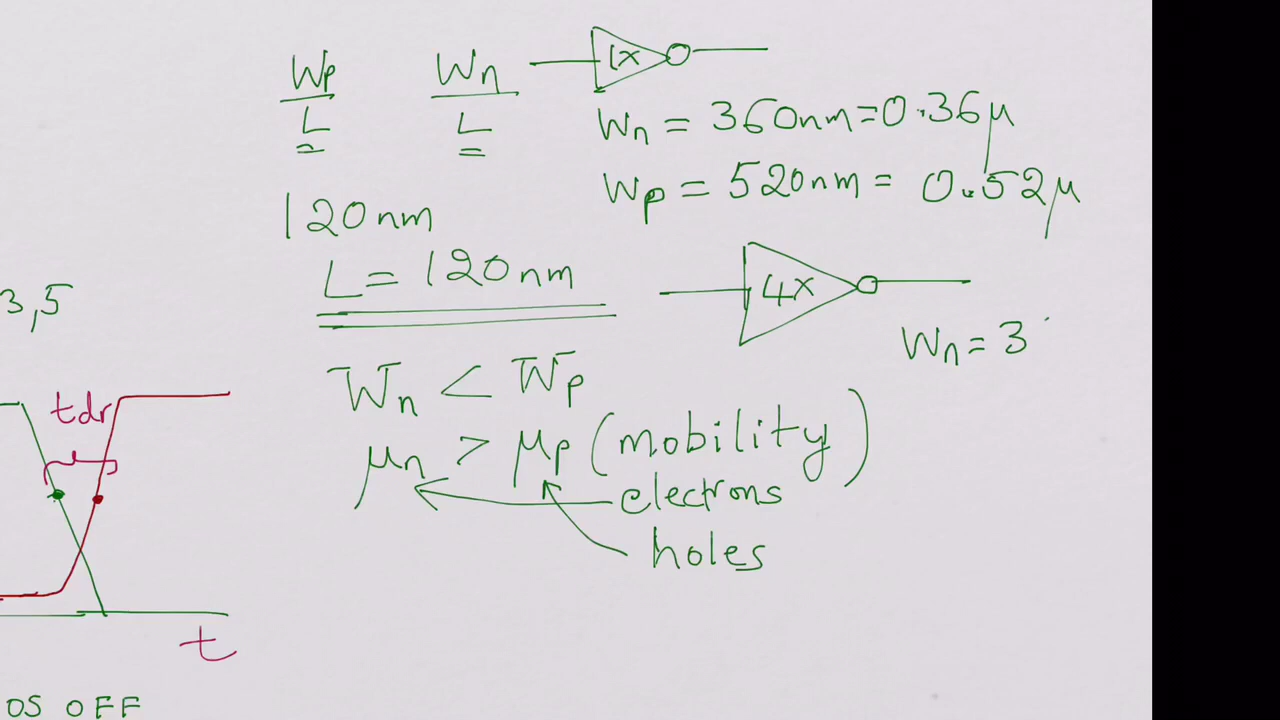 Wp/L Wn/L 1x
Wn = 360nm = 0.36μ
Wp = 520nm = 0.52μ
120nm
L = 120nm
4x
3,5
Wn = 3
Wn < Wp
tdr
μn > μp (mobility)
electrons
holes
t
OS OFF